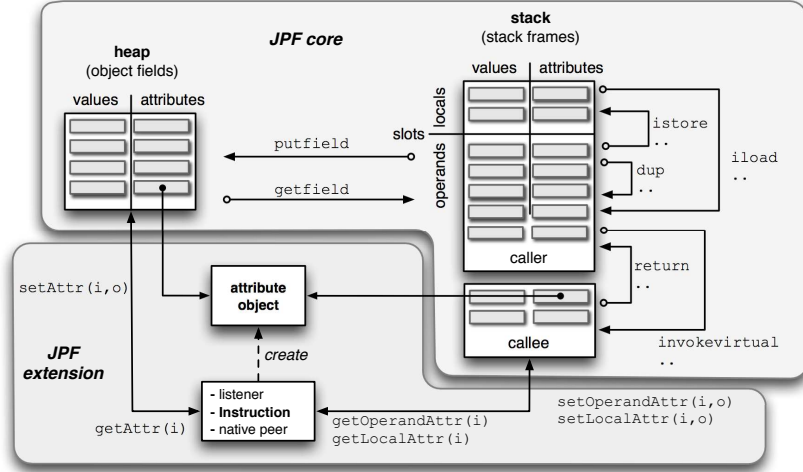 JPF core
stack
(stack frames)
heap
(object fields)
values
attributes
values
attributes
locals
slots
operands
putfield
getfield
istore
..
dup
..
iload
..
caller
return
..
callee
invokevirtual
..
setAttr(i,o)
attribute
object
JPF
extension
create
- listener
- Instruction
- native peer
getAttr(i)
getOperandAttr(i)
getLocalAttr(i)
setOperandAttr(i,o)
setLocalAttr(i,o)